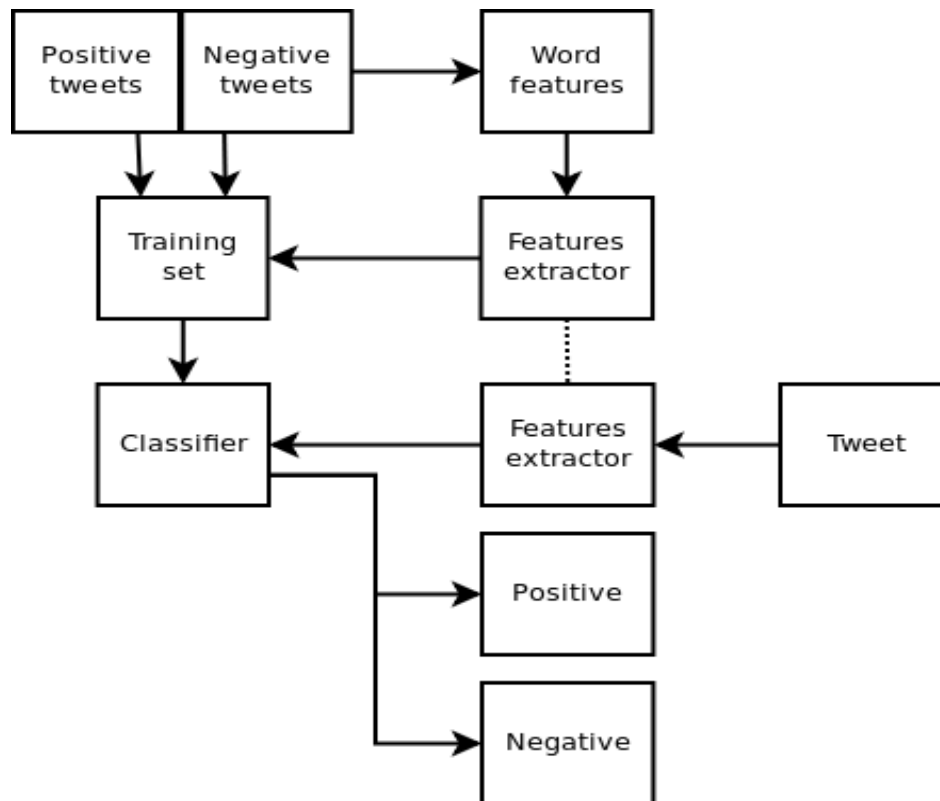 Positive
tweets
Negative
tweets
Word
features
Training
set
Features
extractor
Classifier
Features
extractor
Tweet
Positive
Negative